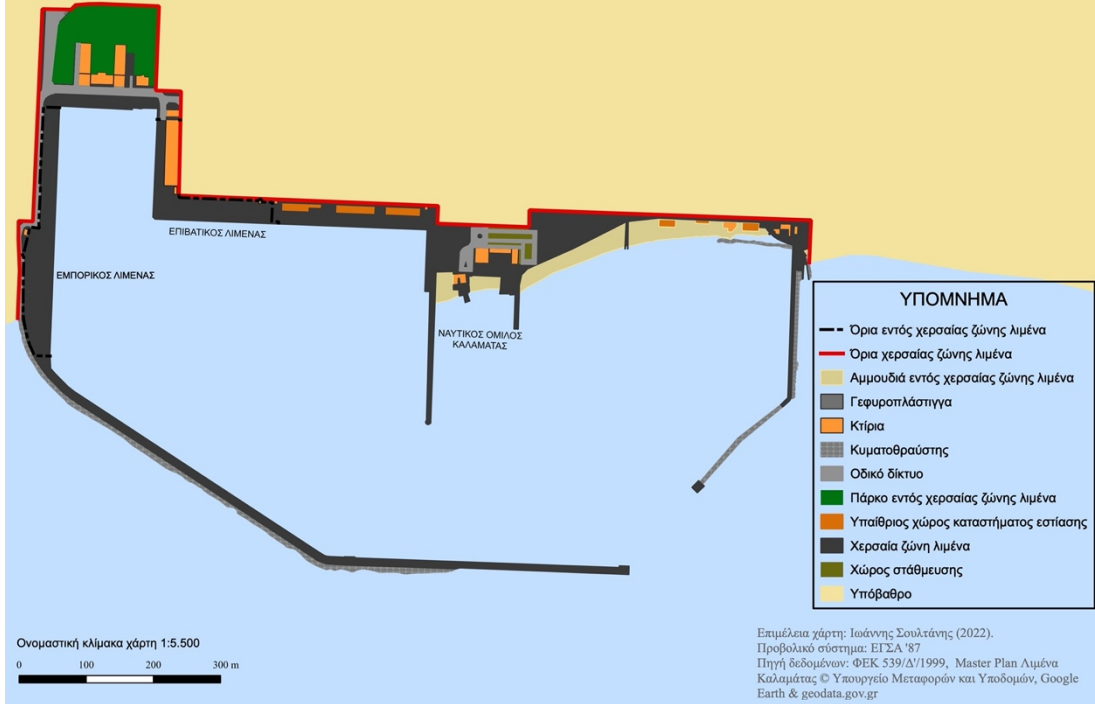 ΕΠΙΒΑΤΙΚΟΣ ΛΙΜΕΝΑΣ
ΕΜΠΟΡΙΚΟΣ ΛΙΜΕΝΑΣ
ΝΑΥΤΙΚΟΣ ΟΜΙΛΟΣ
ΚΑΛΑΜΑΤΑΣ
ΥΠΟΜΝΗΜΑ
Όρια εντός χερσαίας ζώνης λιμένα
Όρια χερσαίας ζώνης λιμένα
Αμμουδιά εντός χερσαίας ζώνης λιμένα
Γεφυροπλάστιγγα
Κτίρια
Κυματοθραύστης
Οδικό δίκτυο
Πάρκο εντός χερσαίας ζώνης λιμένα
Υπαίθριος χώρος καταστήματος εστίασης
Χερσαία ζώνη λιμένα
Χώρος στάθμευσης
Υπόβαθρο
Ονομαστική κλίμακα χάρτη 1:5.500
0 100 200 300 m
Επιμέλεια χάρτη: Ιωάννης Σουλτάνης (2022).
Προβολικό σύστημα: ΕΓΣΑ '87
Πηγή δεδομένων: ΦΕΚ 539/Δ'/1999, Master Plan Λιμένα
Καλαμάτας © Υπουργείο Μεταφορών και Υποδομών, Google
Earth & geodata.gov.gr